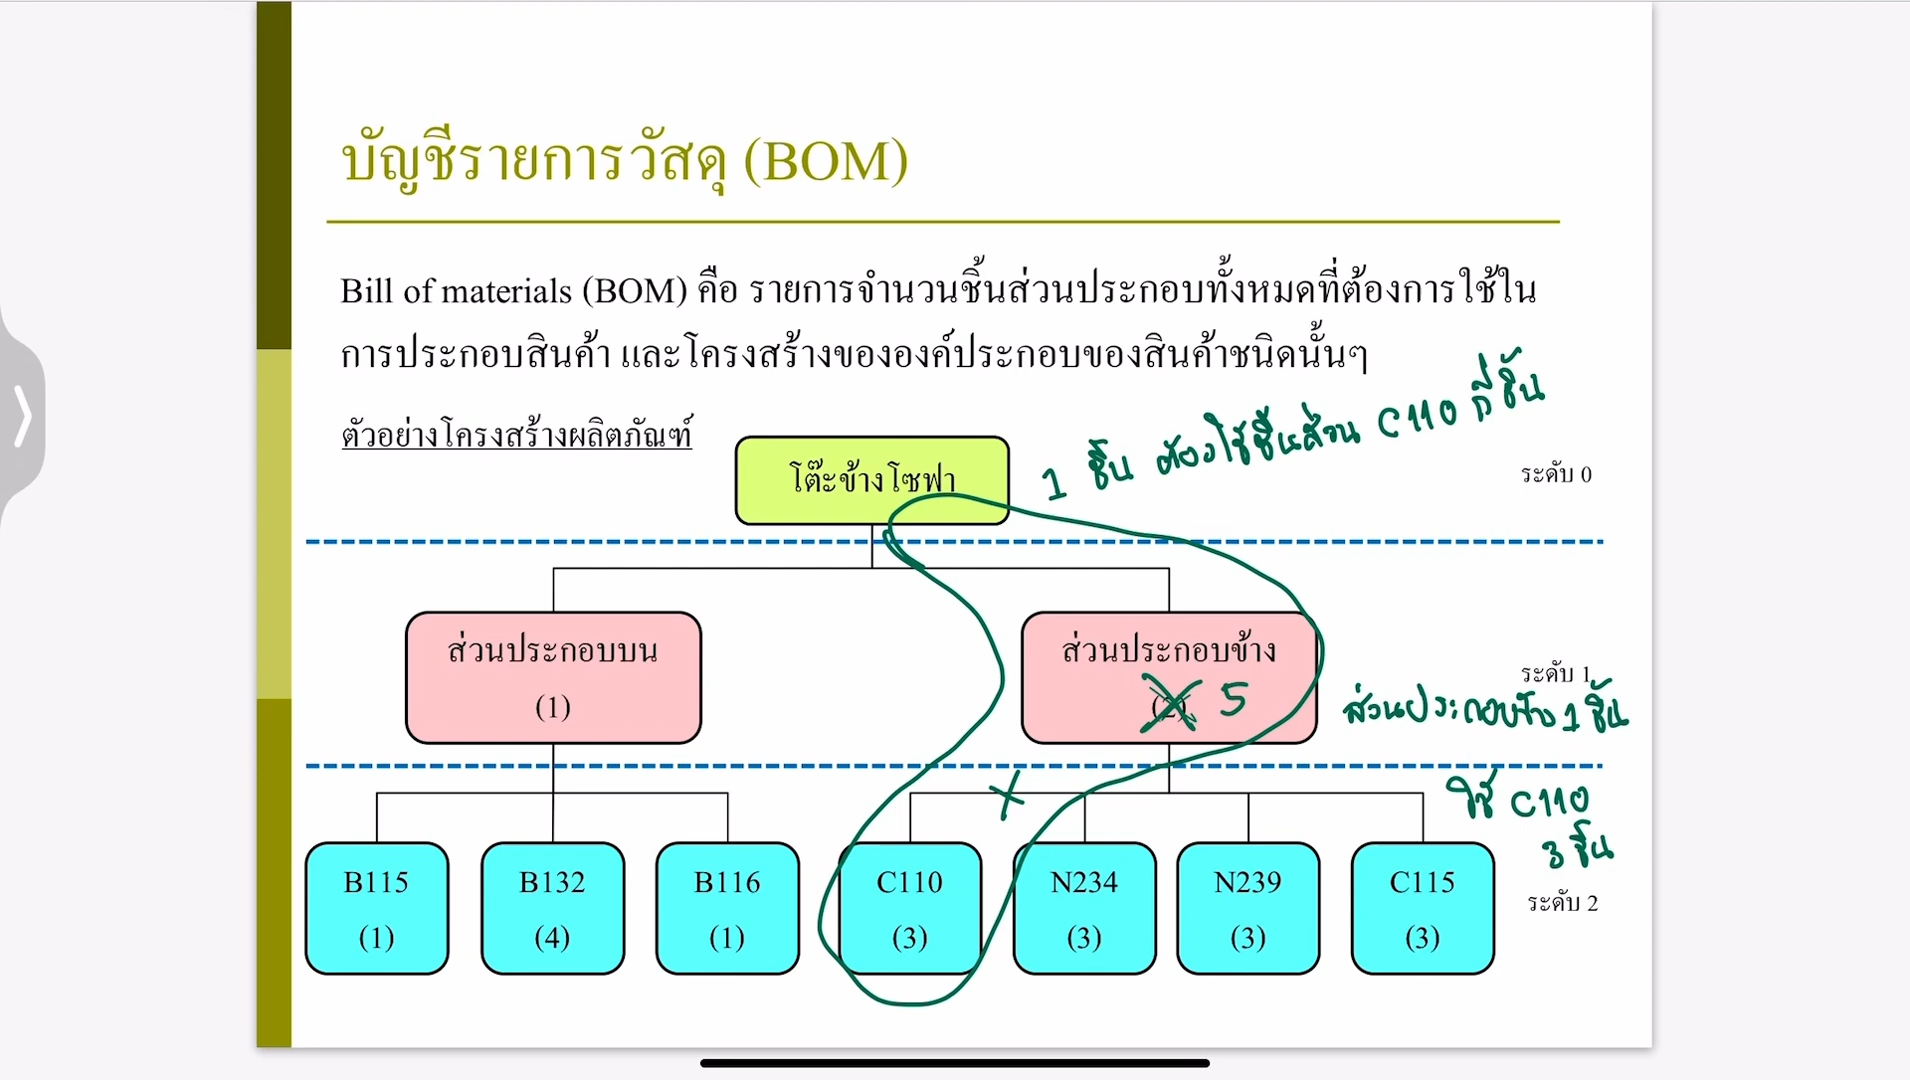 บัญชีรายการวัสดุ (BOM)
Bill of materials (BOM) คือ รายการจำนวนชิ้นส่วนประกอบทั้งหมดที่ต้องการใช้ใน
การประกอบสินค้า และโครงสร้างขององค์ประกอบของสินค้าชนิดนั้นๆ
ตัวอย่างโครงสร้างผลิตภัณฑ์
โต๊ะข้างโซฟา
1 ชิ้น ต้องใช้ชิ้นส่วน C110 กี่ชิ้น
ระดับ 0
ส่วนประกอบบน
(1)
ส่วนประกอบข้าง
(2) 5
ระดับ 1
ส่วนประกอบข้าง 1 ชิ้น
ใช้ C110
3 ชิ้น
B115
(1)
B132
(4)
B116
(1)
C110
(3)
N234
(3)
N239
(3)
C115
(3)
ระดับ 2